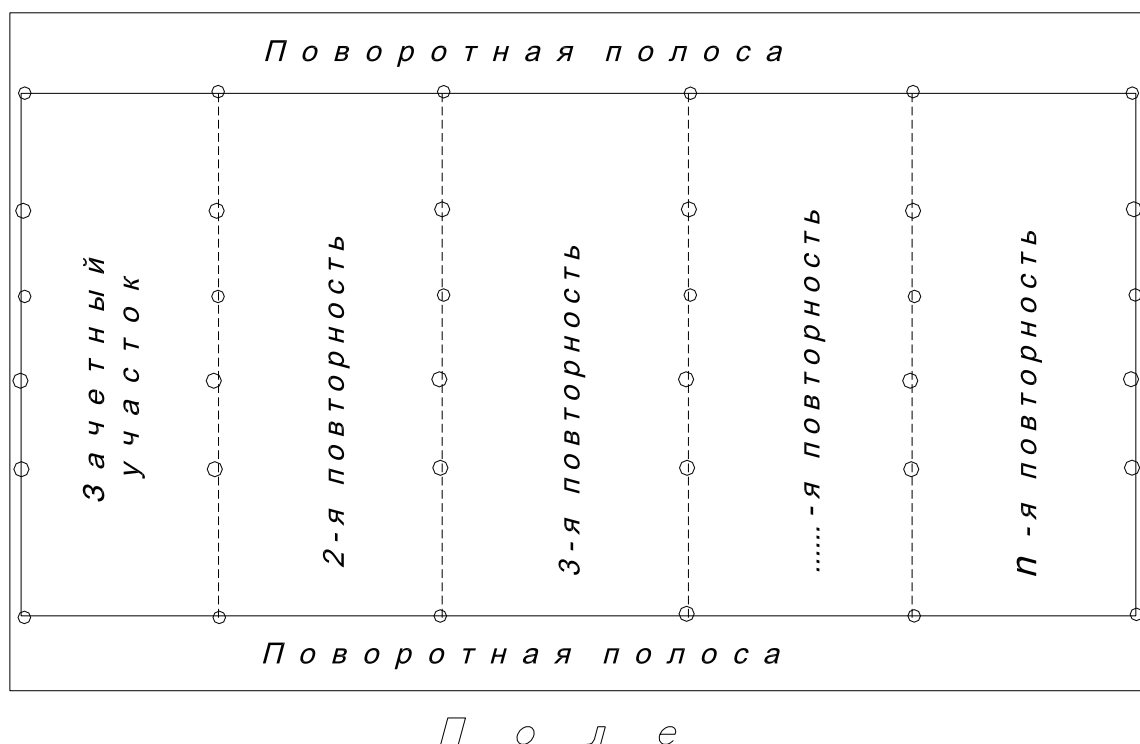 Поворотная полоса
Зачетный
участок
2-я повторность
3-я повторность
......-я повторность
n -я повторность
Поворотная полоса
Поле